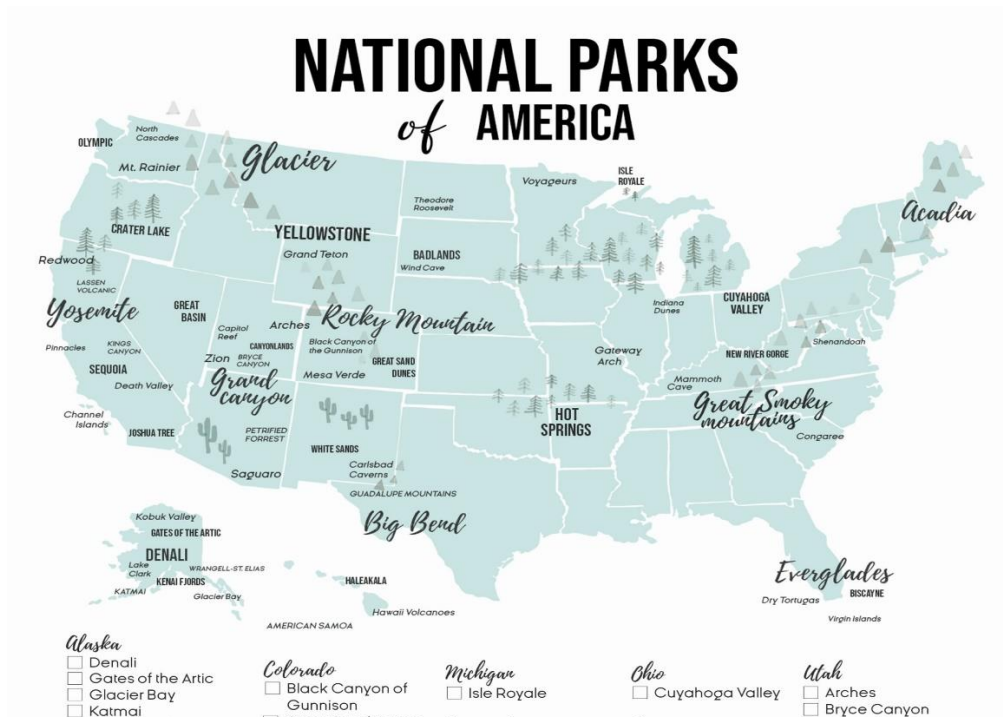 NATIONAL PARKS
of AMERICA
OLYMPIC
North
Cascades
Mt. Rainier
Glacier
Theodore
Roosevelt
Voyageurs
ISLE
ROYALE
Acadia
CRATER LAKE
YELLOWSTONE
Grand Teton
BADLANDS
Wind Cave
Redwood
LASSEN
VOLCANIC
Yosemite
GREAT
BASIN
Capitol
Reef
Arches
Rocky Mountain
Indiana
Dunes
CUYAHOGA
VALLEY
Shenandoah
Pinnacles
KINGS
CANYON
CANYONLANDS
Black Canyon of
the Gunnison
Zion
BRYCE
CANYON
GREAT SAND
DUNES
Gateway
Arch
NEW RIVER GORGE
SEQUOIA
Death Valley
Grand
canyon
Mesa Verde
Mammoth
Cave
Great Smoky
mountains
Channel
Islands
JOSHUA TREE
PETRIFIED
FORREST
WHITE SANDS
HOT
SPRINGS
Congaree
Saguaro
Carlsbad
Caverns
GUADALUPE MOUNTAINS
Big Bend
Kobuk Valley
GATES OF THE ARTIC
DENALI
Lake
Clark
WRANGELL-ST. ELIAS
KENAI FJORDS
KATMAI
Glacier Bay
HALEAKALA
Hawaii Volcanoes
AMERICAN SAMOA
Everglades
BISCAYNE
Dry Tortugas
Virgin Islands
Alaska
Denali
Gates of the Artic
Glacier Bay
Katmai
Colorado
Black Canyon of
Gunnison
Michigan
Isle Royale
Ohio
Cuyahoga Valley
Utah
Arches
Bryce Canyon